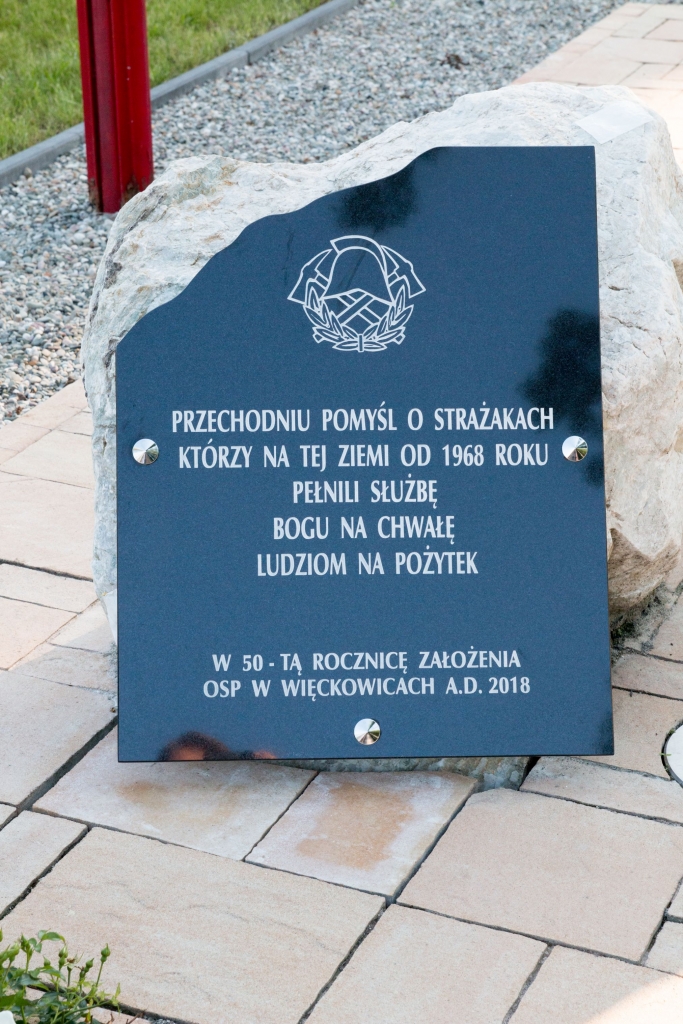 PRZECHODNIU POMYŚL O STRAŻAKACH
KTÓRZY NA TEJ ZIEMI OD 1968 ROKU
PEŁNILI SŁUŻBĘ
BOGU NA CHWAŁĘ
LUDZIOM NA POŻYTEK
W 50 - TĄ ROCZNICĘ ZAŁOŻENIA
OSP W WIĘCKOWICACH A.D. 2018